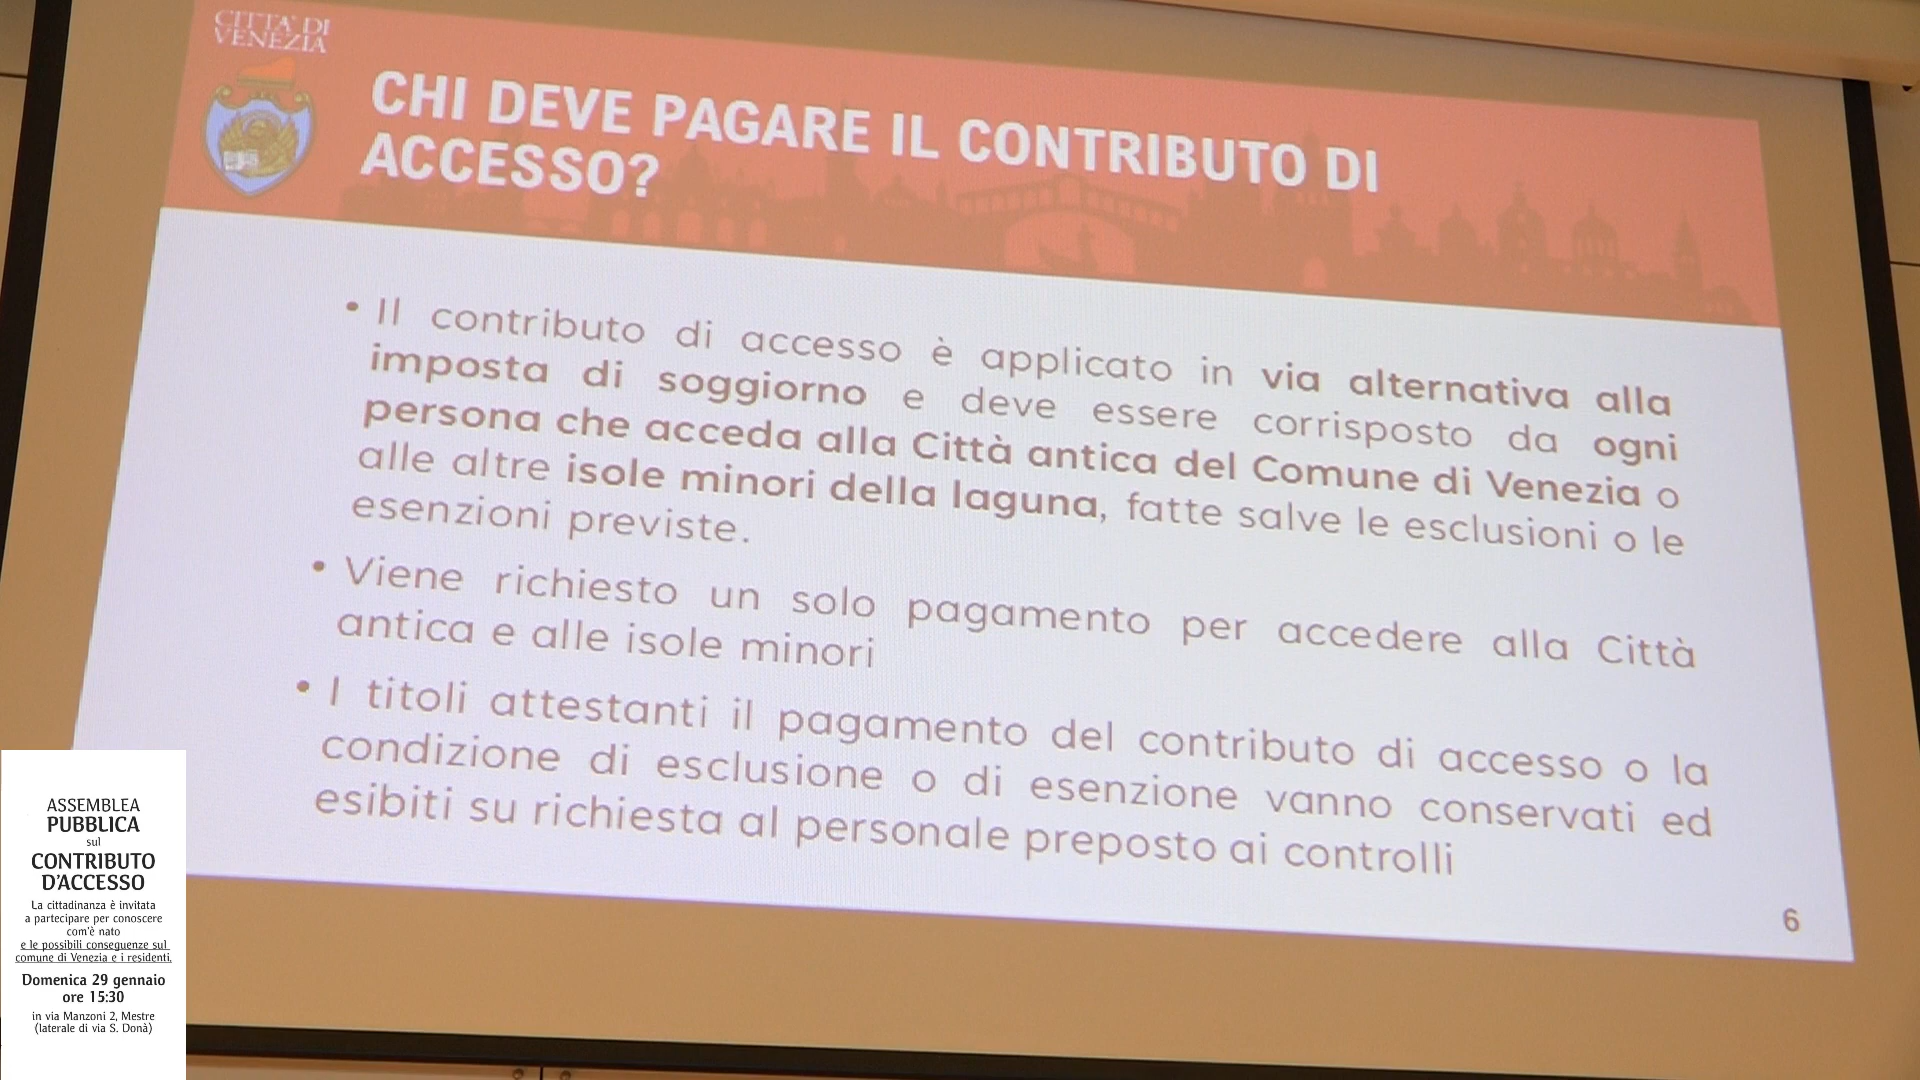 CITTA' DI
VENEZIA
CHI DEVE PAGARE IL CONTRIBUTO DI
ACCESSO?
• Il contributo di accesso è applicato in via alternativa alla
imposta di soggiorno e deve essere corrisposto da ogni
persona che acceda alla Città antica del Comune di Venezia o
alle altre isole minori della laguna, fatte salve le esclusioni o le
esenzioni previste.
• Viene richiesto un solo pagamento per accedere alla Città
antica e alle isole minori
• I titoli attestanti il pagamento del contributo di accesso o la
condizione di esclusione o di esenzione vanno conservati ed
esibiti su richiesta al personale preposto ai controlli
6
ASSEMBLEA
PUBBLICA
sul
CONTRIBUTO
D'ACCESSO
La cittadinanza è invitata
a partecipare per conoscere
com'è nato
e le possibili conseguenze sul
comune di Venezia e i residenti.
Domenica 29 gennaio
ore 15:30
in via Manzoni 2, Mestre
(laterale di via S. Donà)